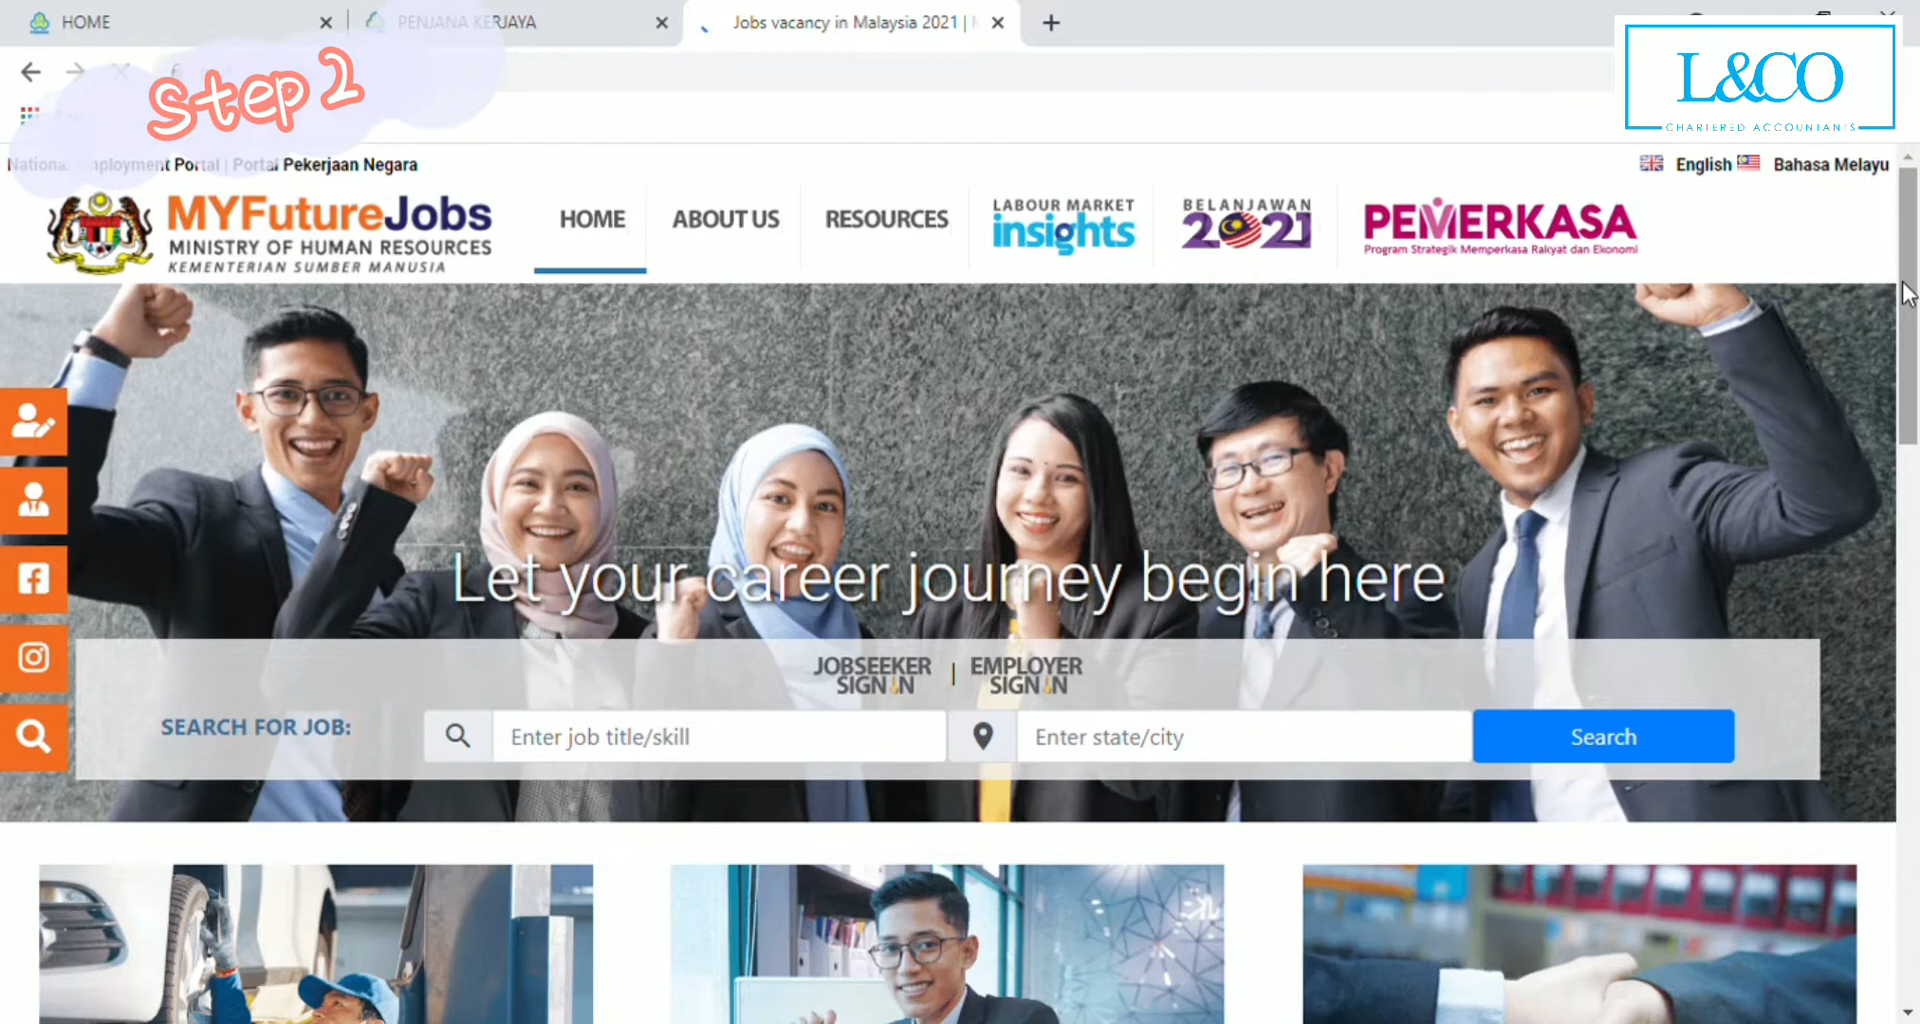 HOME
PENJANA KERJAYA
Jobs vacancy in Malaysia 2021 |
Step 2
L&CO
CHARTERED ACCOUNTANTS
National Employment Portal | Portal Pekerjaan Negara
English
Bahasa Melayu
MYFutureJobs
MINISTRY OF HUMAN RESOURCES
KEMENTERIAN SUMBER MANUSIA
HOME
ABOUT US
RESOURCES
LABOUR MARKET
insights
BELANJAWAN
2021
PEMERKASA
Program Strategik Memperkasa Rakyat dan Ekonomi
Let your career journey begin here
JOBSEEKER
SIGN IN
|
EMPLOYER
SIGN IN
SEARCH FOR JOB:
Enter job title/skill
Enter state/city
Search